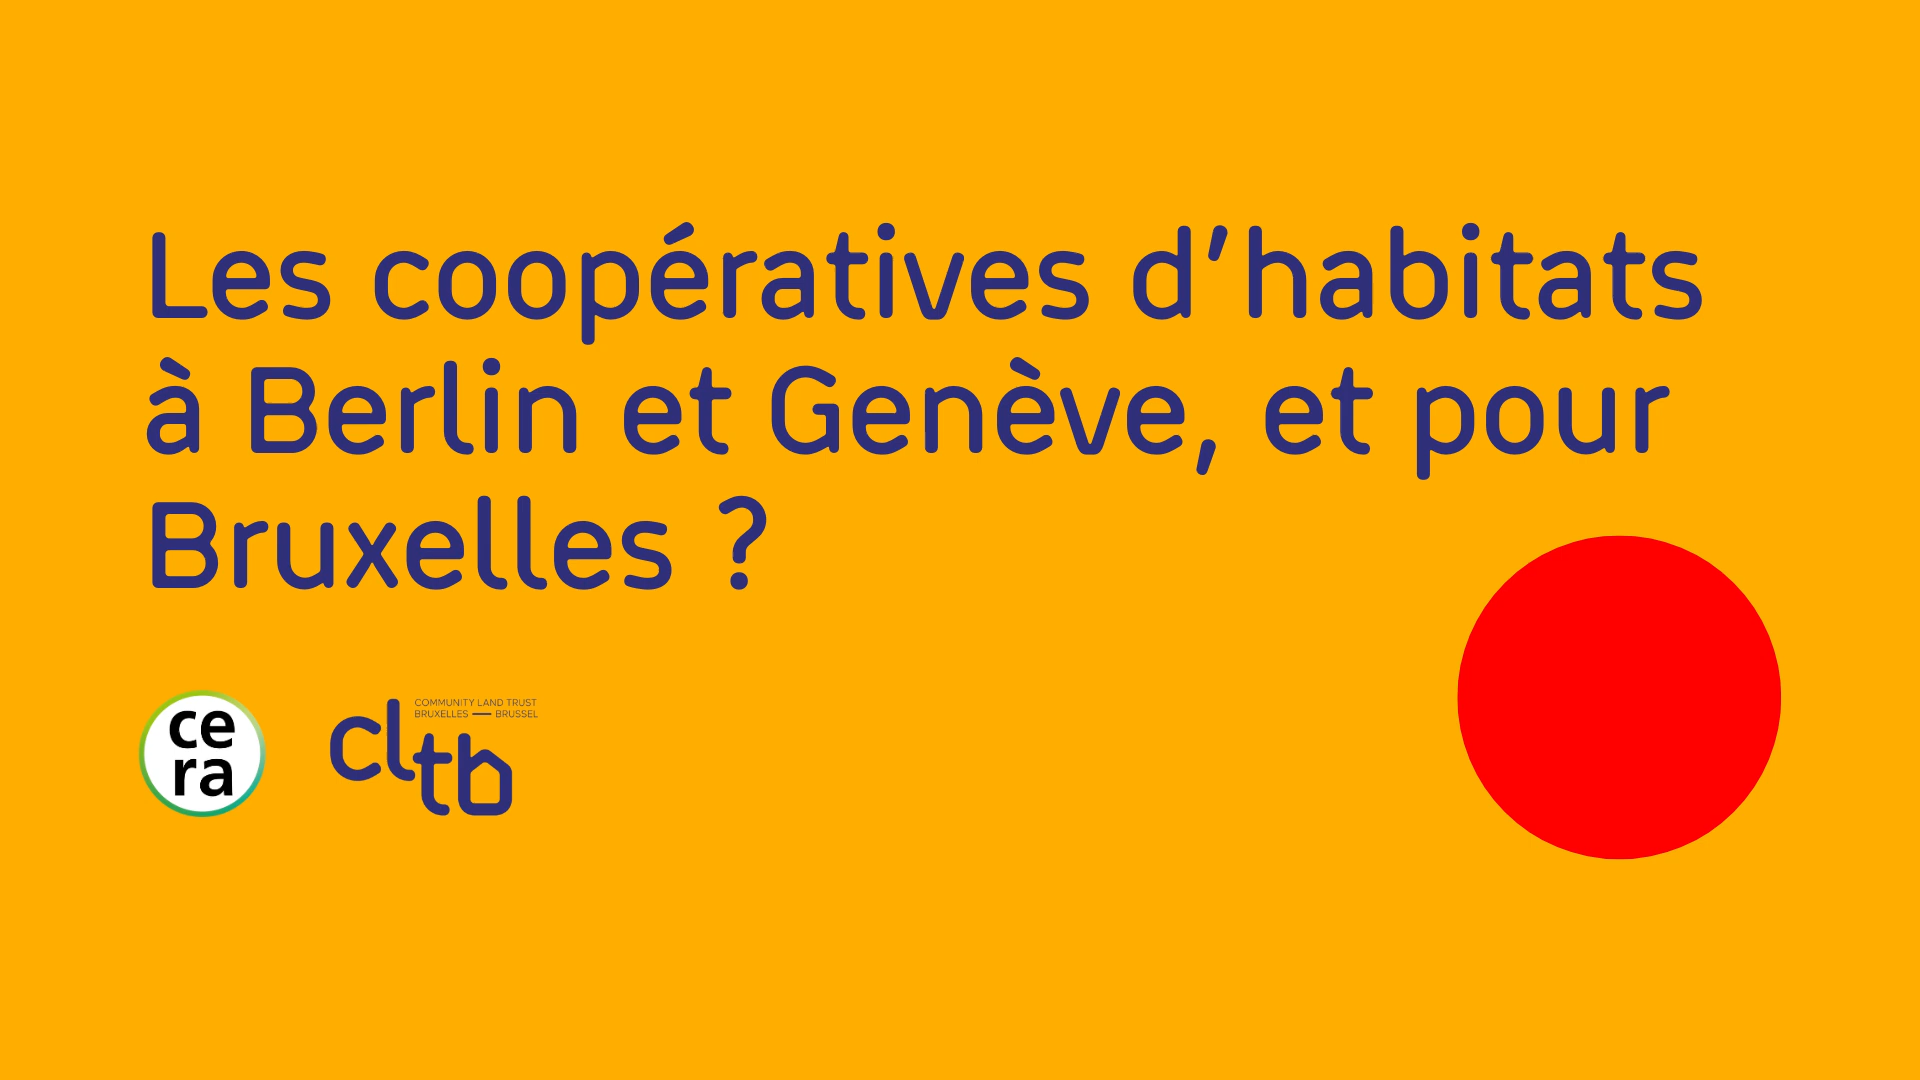 Les coopératives d’habitats
à Berlin et Genève, et pour
Bruxelles ?
ce
ra
cltb
COMMUNITY LAND TRUST
BRUXELLES — BRUSSEL